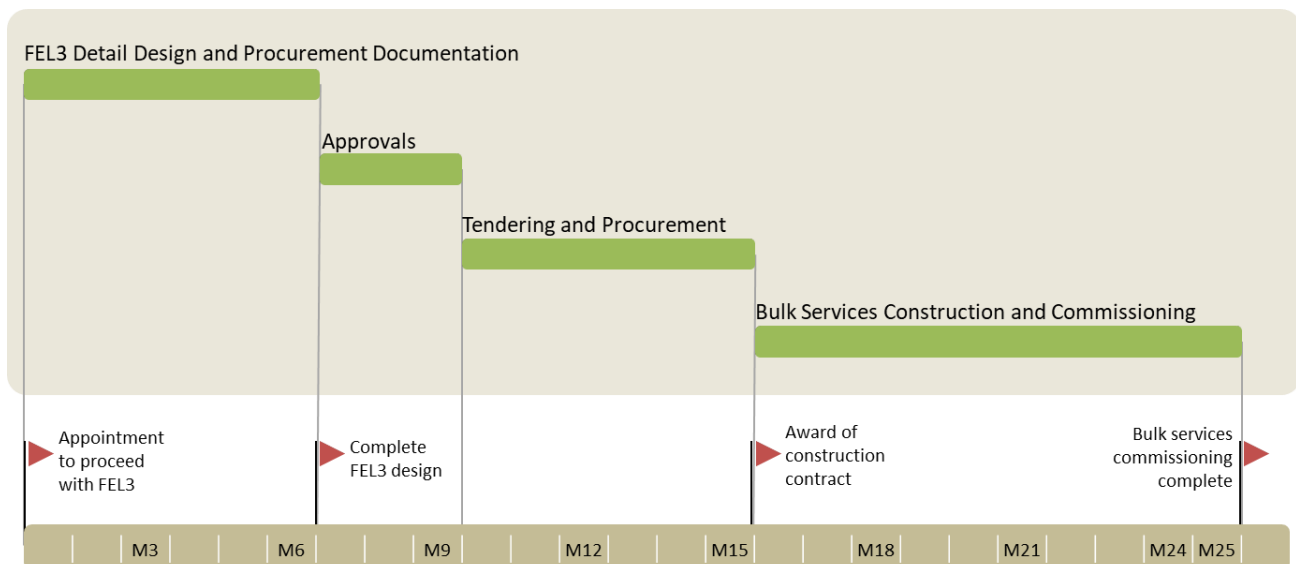 FEL3 Detail Design and Procurement Documentation
Approvals
Tendering and Procurement
Bulk Services Construction and Commissioning
Appointment
to proceed
with FEL3
Complete
FEL3 design
Award of
construction
contract
Bulk services
commissioning
complete
M3 M6 M9 M12 M15 M18 M21 M24 M25